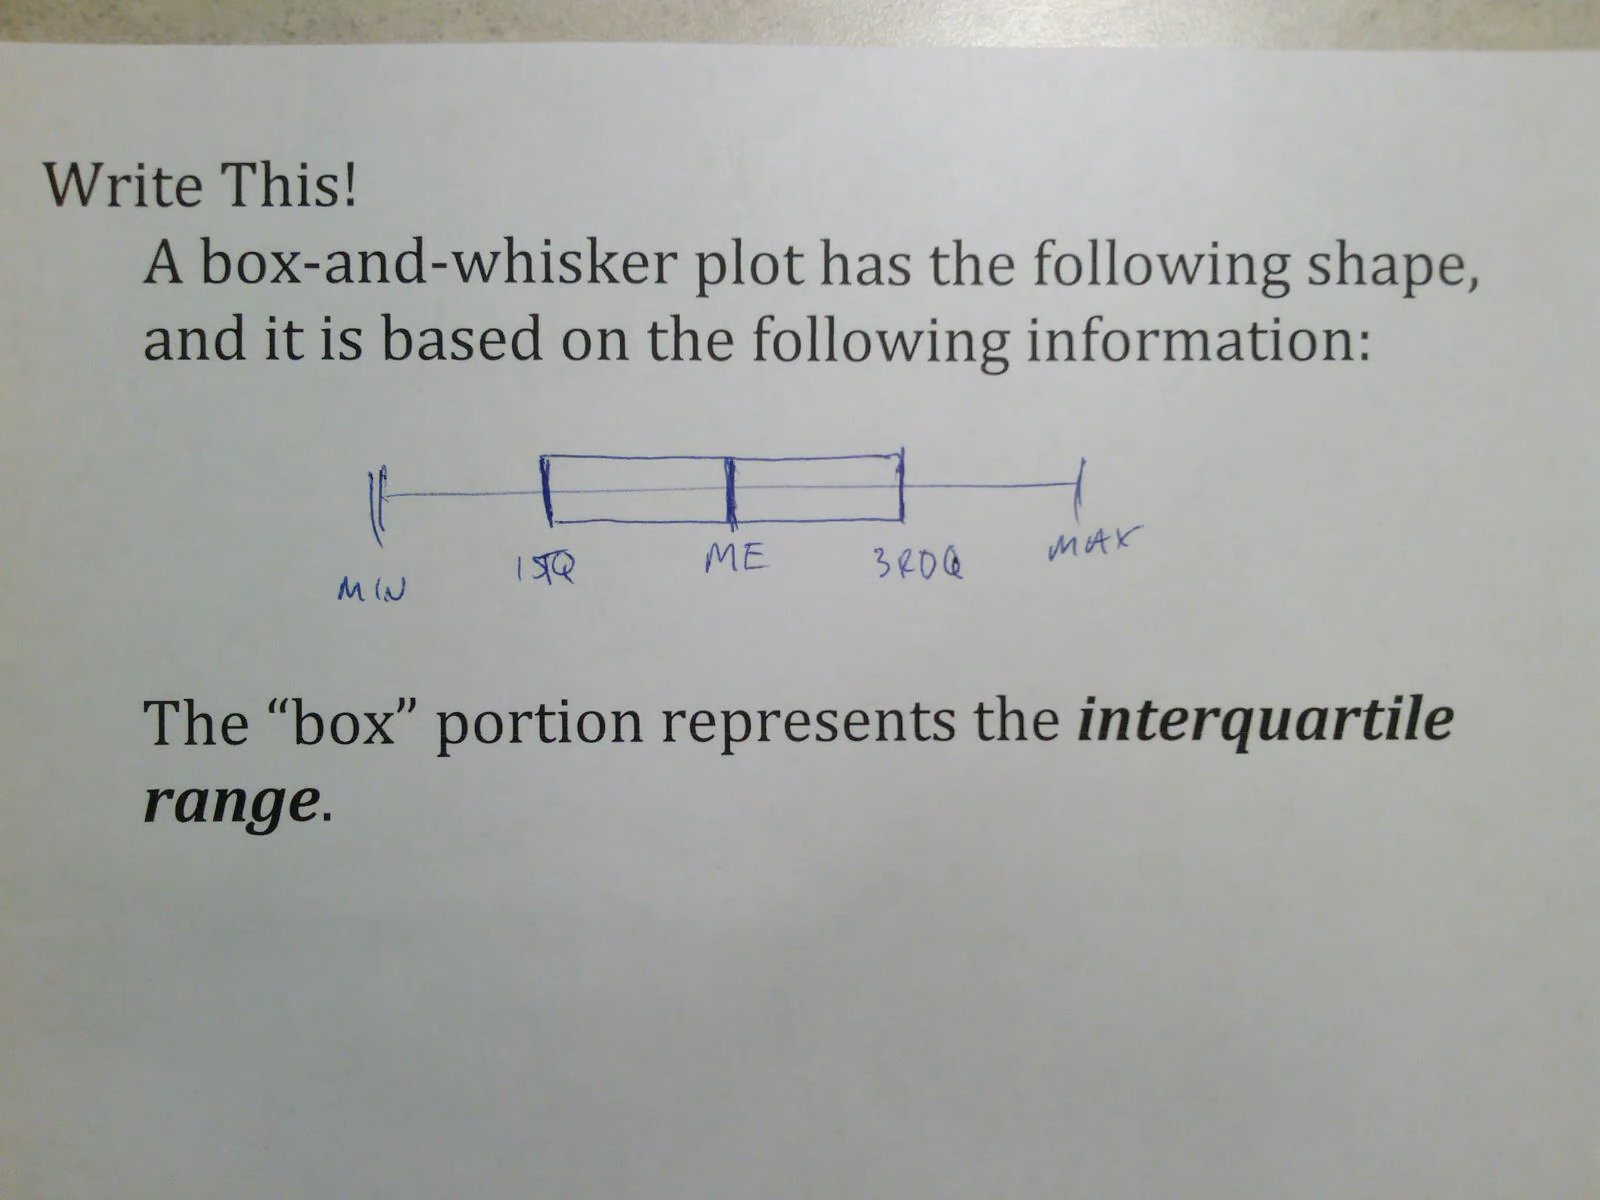 Write This!
A box-and-whisker plot has the following shape,
and it is based on the following information:
MIN 1STQ ME 3RDQ MAX
The “box” portion represents the interquartile
range.